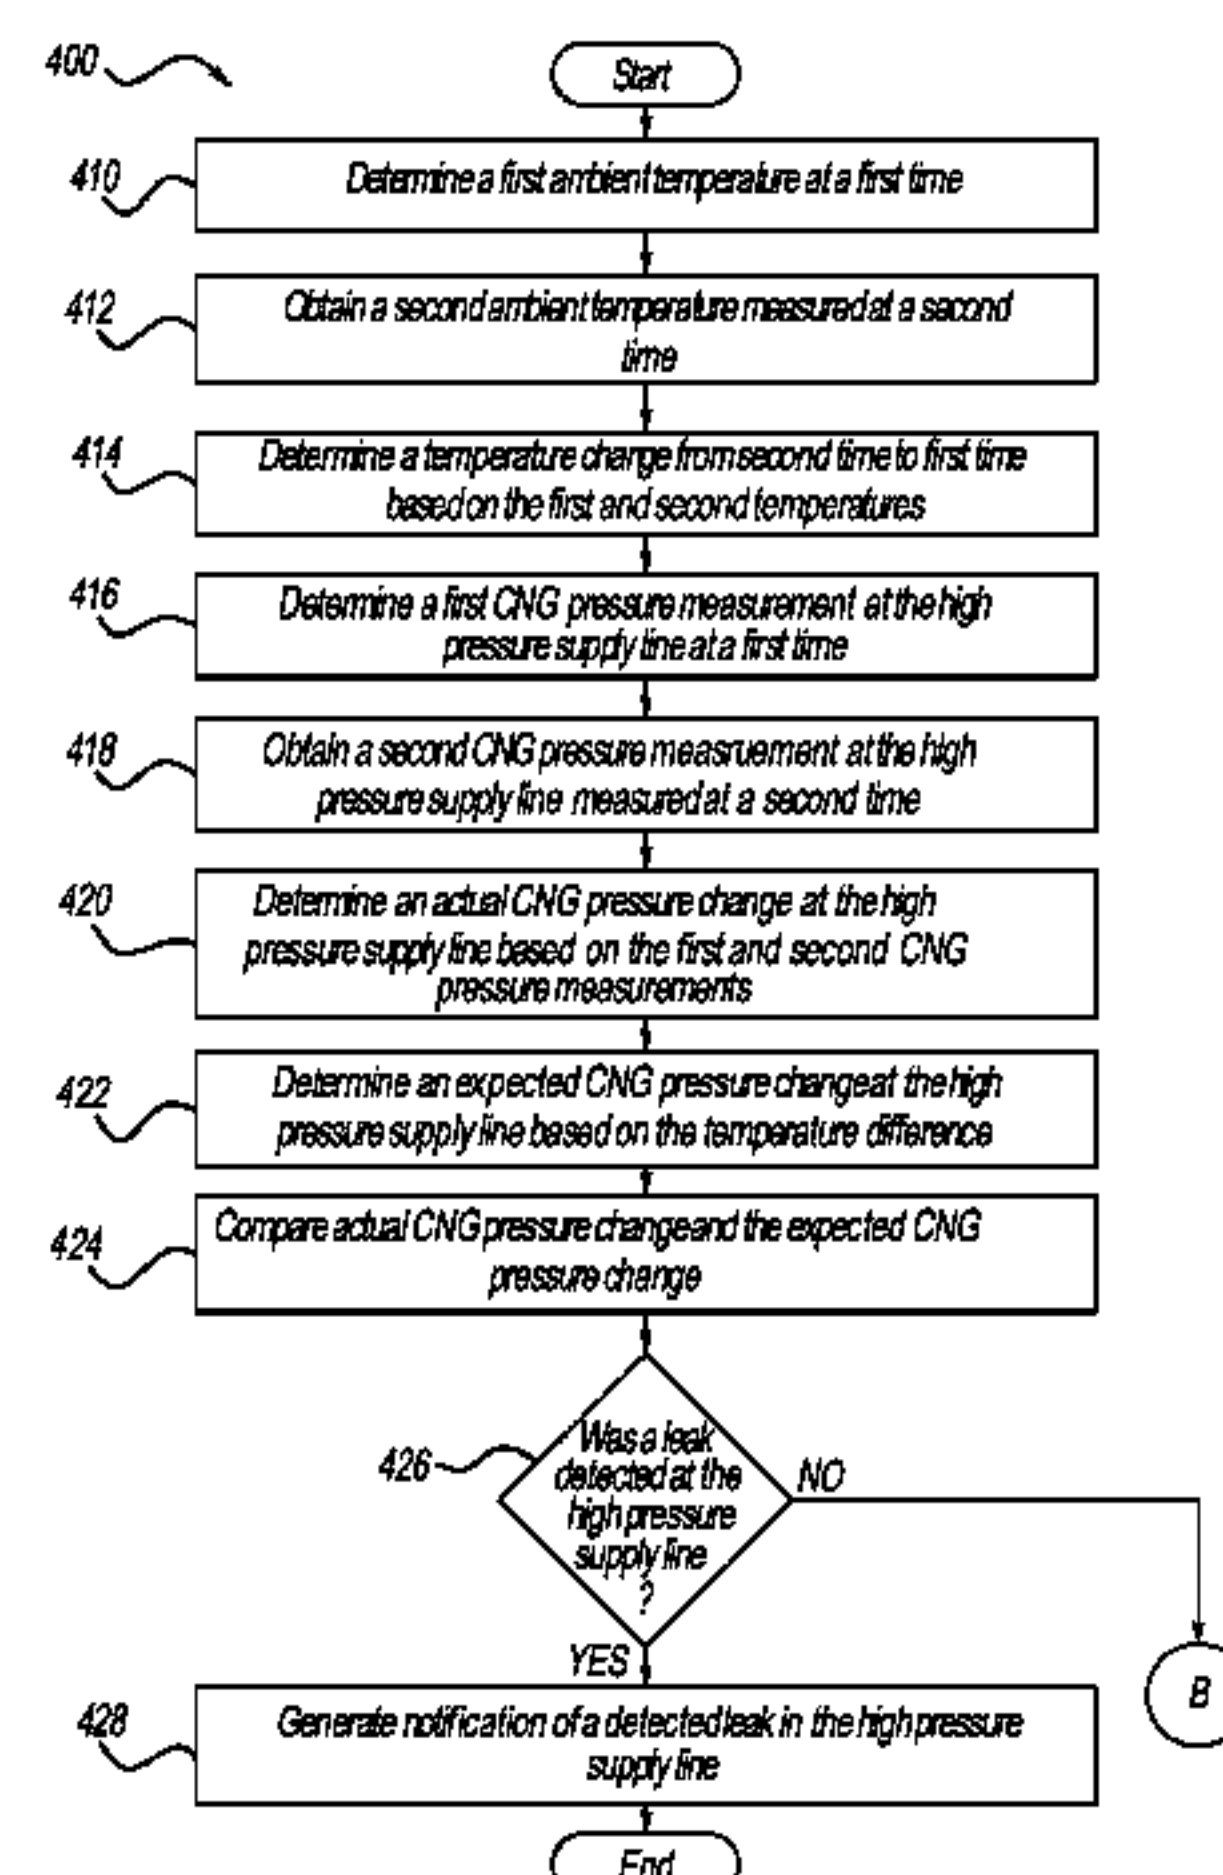 400
Start
410
Determine a first ambient temperature at a first time
412
Obtain a second ambient temperature measured at a second
time
414
Determine a temperature change from second time to first time
based on the first and second temperatures
416
Determine a first CNG pressure measurement at the high
pressure supply line at a first time
418
Obtain a second CNG pressure measruement at the high
pressure supply line measured at a second time
420
Determine an actual CNG pressure change at the high
pressure supply line based on the first and second CNG
pressure measurements
422
Determine an expected CNG pressure change at the high
pressure supply line based on the temperature difference
424
Compare actual CNG pressure change and the expected CNG
pressure change
426
Was a leak
detected at the
high pressure
supply line
?
NO
YES
B
428
Generate notification of a detected leak in the high pressure
supply line
End